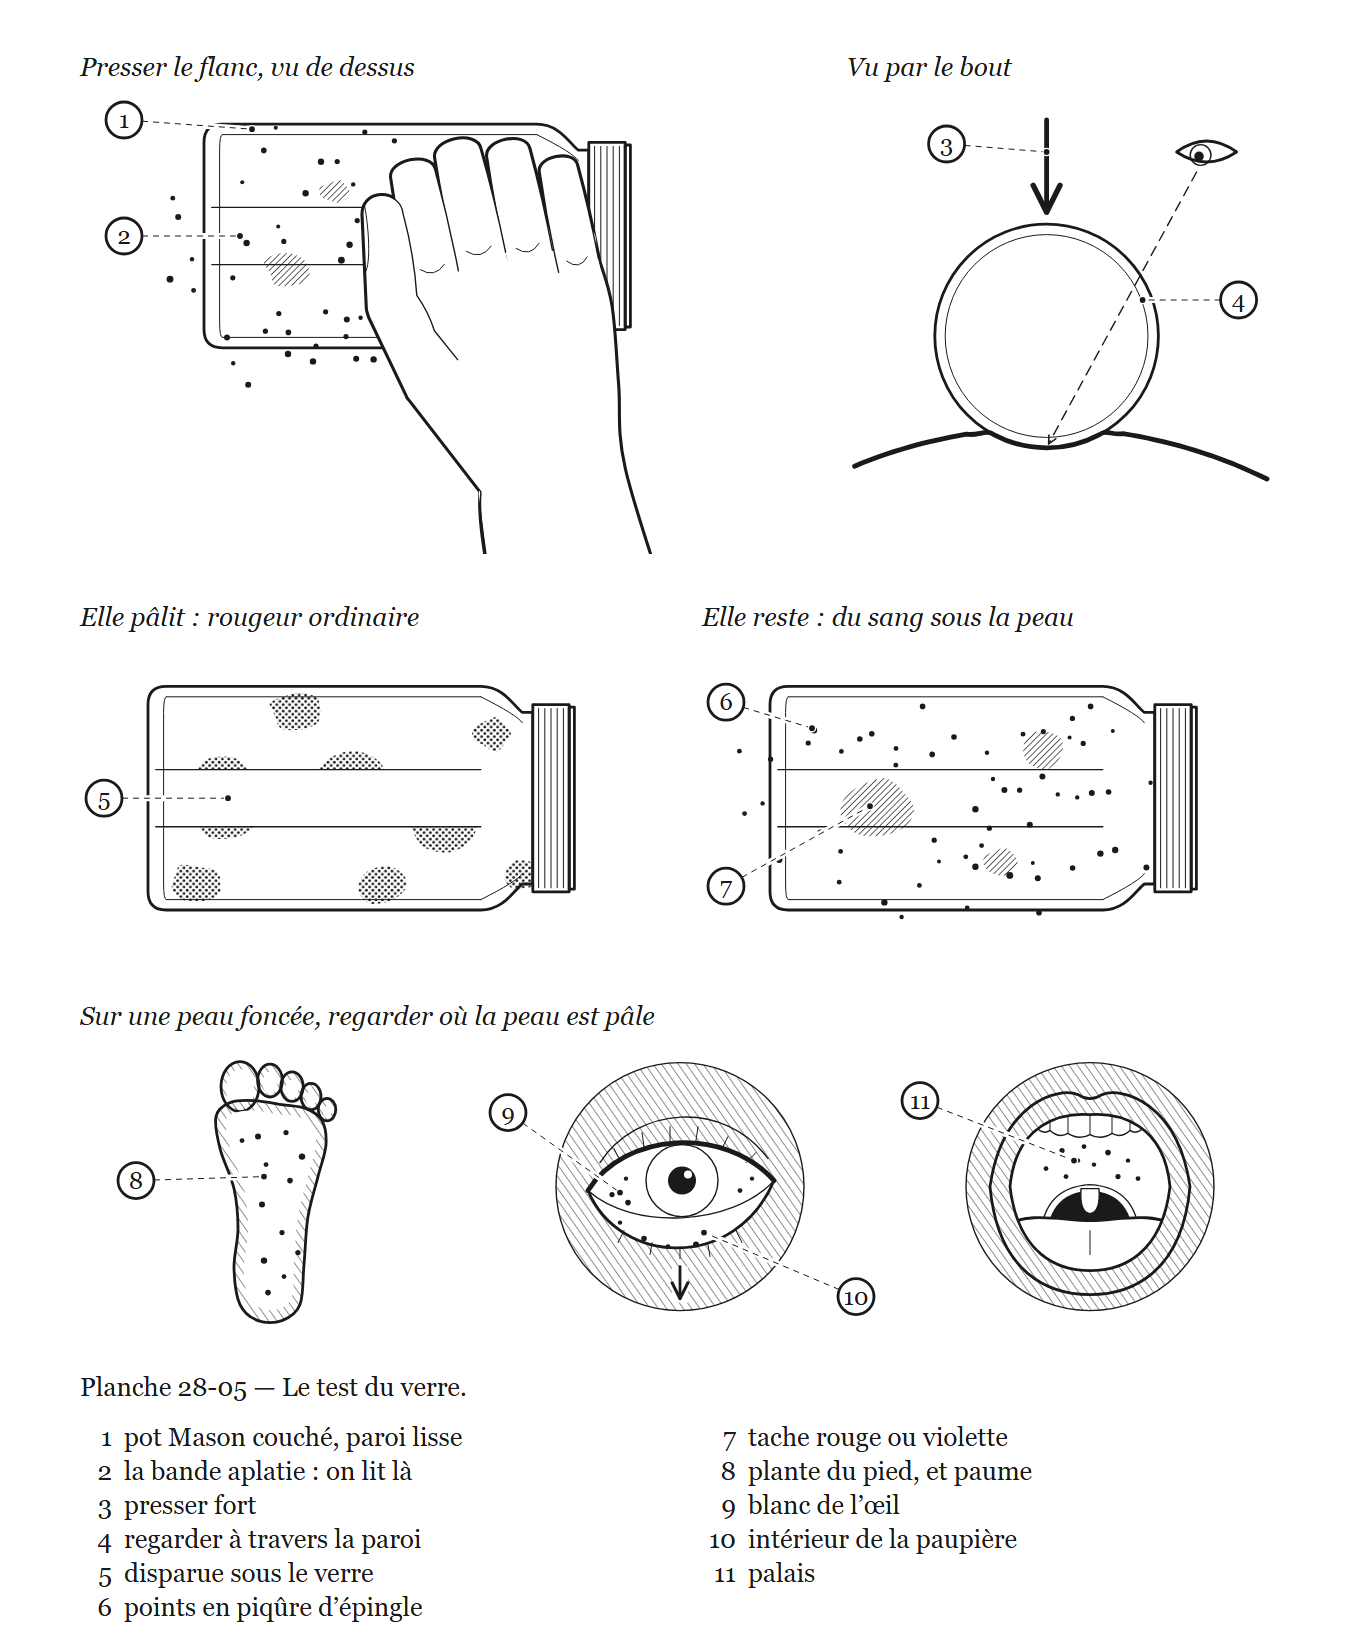 Presser le flanc, vu de dessus
Vu par le bout
1
2
3
4
Elle pâlit : rougeur ordinaire
Elle reste : du sang sous la peau
5
6
7
Sur une peau foncée, regarder où la peau est pâle
8
9
10
11
Planche 28-05 — Le test du verre.
1 pot Mason couché, paroi lisse
2 la bande aplatie : on lit là
3 presser fort
4 regarder à travers la paroi
5 disparue sous le verre
6 points en piqûre d’épingle
7 tache rouge ou violette
8 plante du pied, et paume
9 blanc de l’œil
10 intérieur de la paupière
11 palais